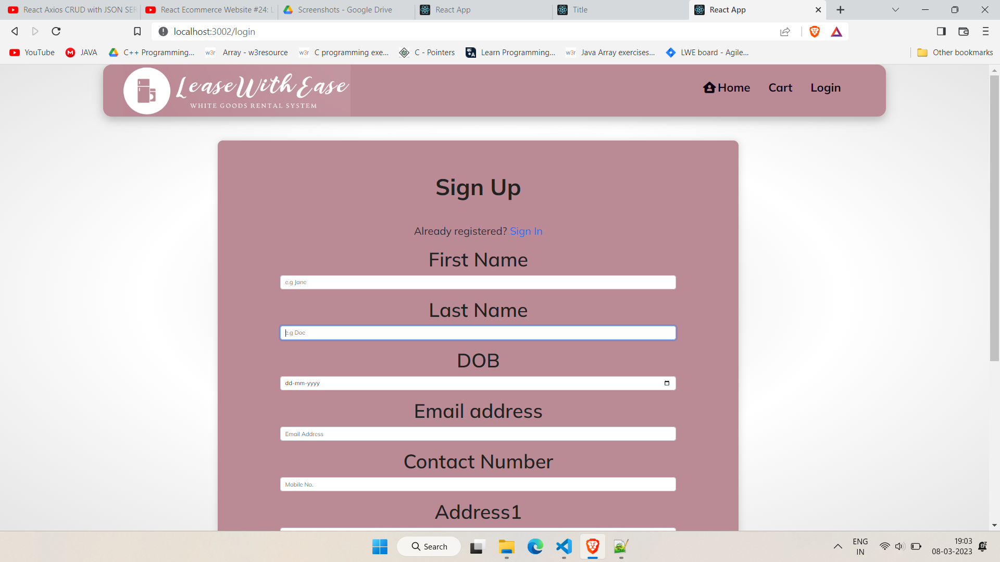 React Axios CRUD with JSON SER
React Ecommerce Website #24: L
Screenshots - Google Drive
React App
Title
React App
localhost:3002/login
YouTube
JAVA
C++ Programming...
w3r Array - w3resource
w3r C programming exe...
C - Pointers
Learn Programming...
w3r Java Array exercises...
LWE board - Agile...
Other bookmarks
LeaseWithEase
WHITE GOODS RENTAL SYSTEM
Home
Cart
Login
Sign Up
Already registered? Sign In
First Name
e.g Jane
Last Name
e.g Doe
DOB
dd-mm-yyyy
Email address
Email Address
Contact Number
Mobile No.
Address1
Search
ENG
IN
19:03
08-03-2023